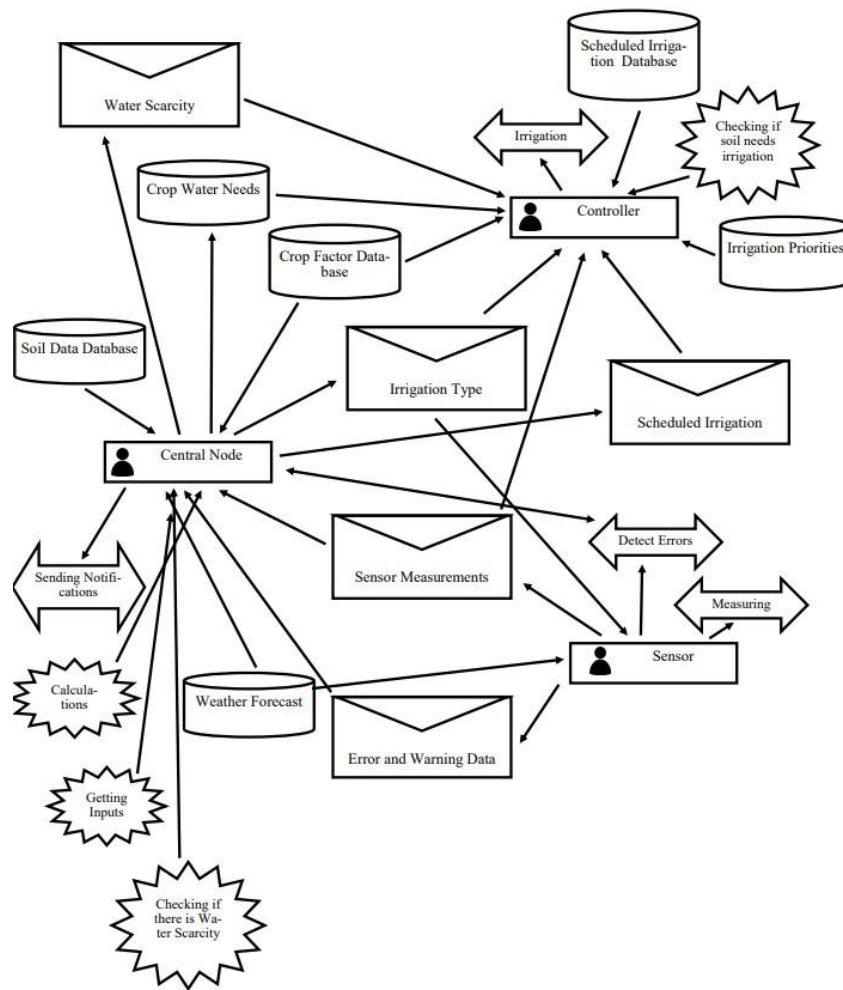 Scheduled Irriga-
tion Database
Water Scarcity
Irrigation
Checking if
soil needs
irrigation
Crop Water Needs
Controller
Crop Factor Data-
base
Irrigation Priorities
Soil Data Database
Irrigation Type
Scheduled Irrigation
Central Node
Detect Errors
Sending Notifi-
cations
Sensor Measurements
Measuring
Sensor
Calcula-
tions
Weather Forecast
Error and Warning Data
Getting
Inputs
Checking if
there is Wa-
ter Scarcity